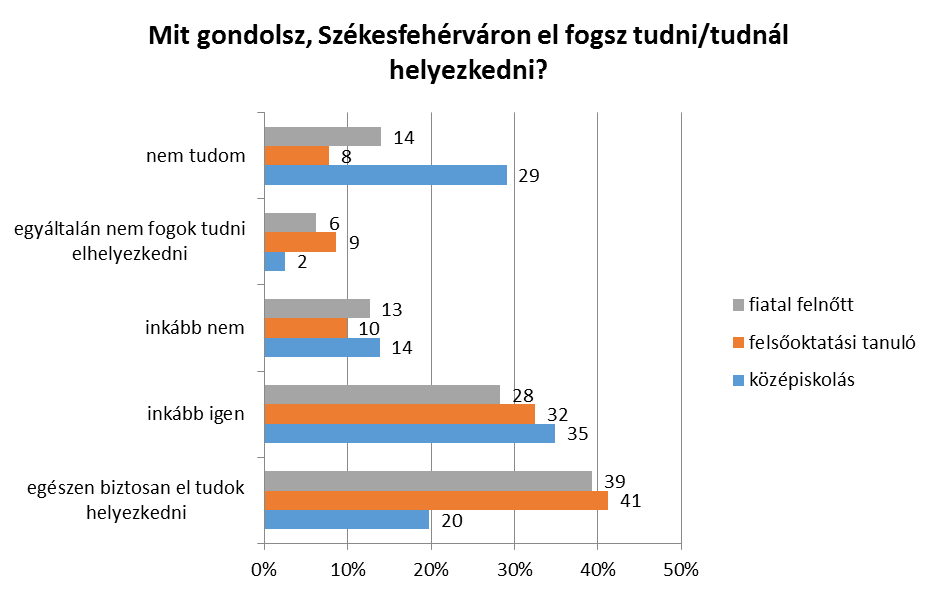 Mit gondolsz, Székesfehérváron el fogsz tudni/tudnál
helyezkedni?
nem tudom
14
8
29
egyáltalán nem fogok tudni
elhelyezkedni
6
9
2
inkább nem
13
10
14
inkább igen
28
32
35
egészen biztosan el tudok
helyezkedni
39
41
20
0% 10% 20% 30% 40% 50%
fiatal felnőtt
felsőoktatási tanuló
középiskolás